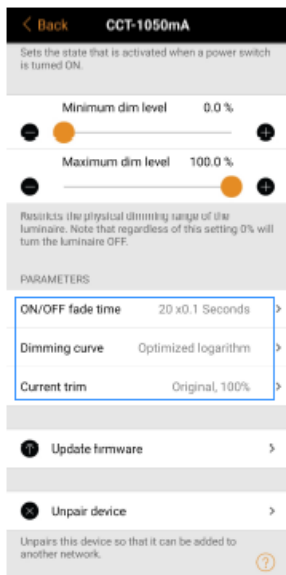 Back CCT-1050mA
Sets the state that is activated when a power switch
is turned ON.
Minimum dim level 0.0 %
Maximum dim level 100.0 %
Restricts the physical dimming range of the
luminaire. Note that regardless of this setting 0% will
turn the luminaire OFF.
PARAMETERS
ON/OFF fade time 20 x0.1 Seconds
Dimming curve Optimized logarithm
Current trim Original, 100%
Update firmware
Unpair device
Unpairs this device so that it can be added to
another network.
?